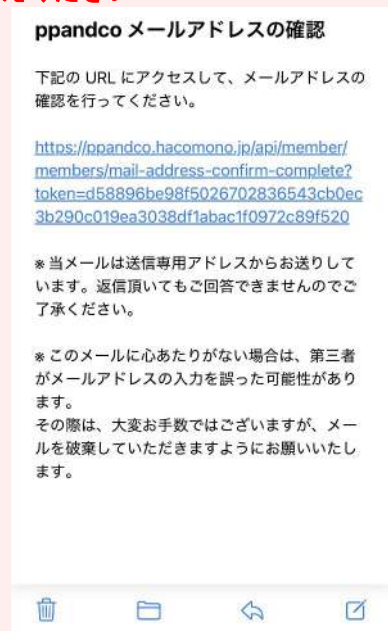 ppandco メールアドレスの確認
下記の URL にアクセスして、メールアドレスの
確認を行ってください。
https://ppandco.hacomono.jp/api/member/
members/mail-address-confirm-complete?
token=d58896be98f5026702836543cb0ec
3b290c019ea3038df1abac1f0972c89f520
※ 当メールは送信専用アドレスからお送りして
います。返信頂いてもご回答できませんのでご
了承ください。
※ このメールに心あたりがない場合は、第三者
がメールアドレスの入力を誤った可能性があり
ます。
その際は、大変お手数ではございますが、メー
ルを破棄していただきますようにお願いいたし
ます。